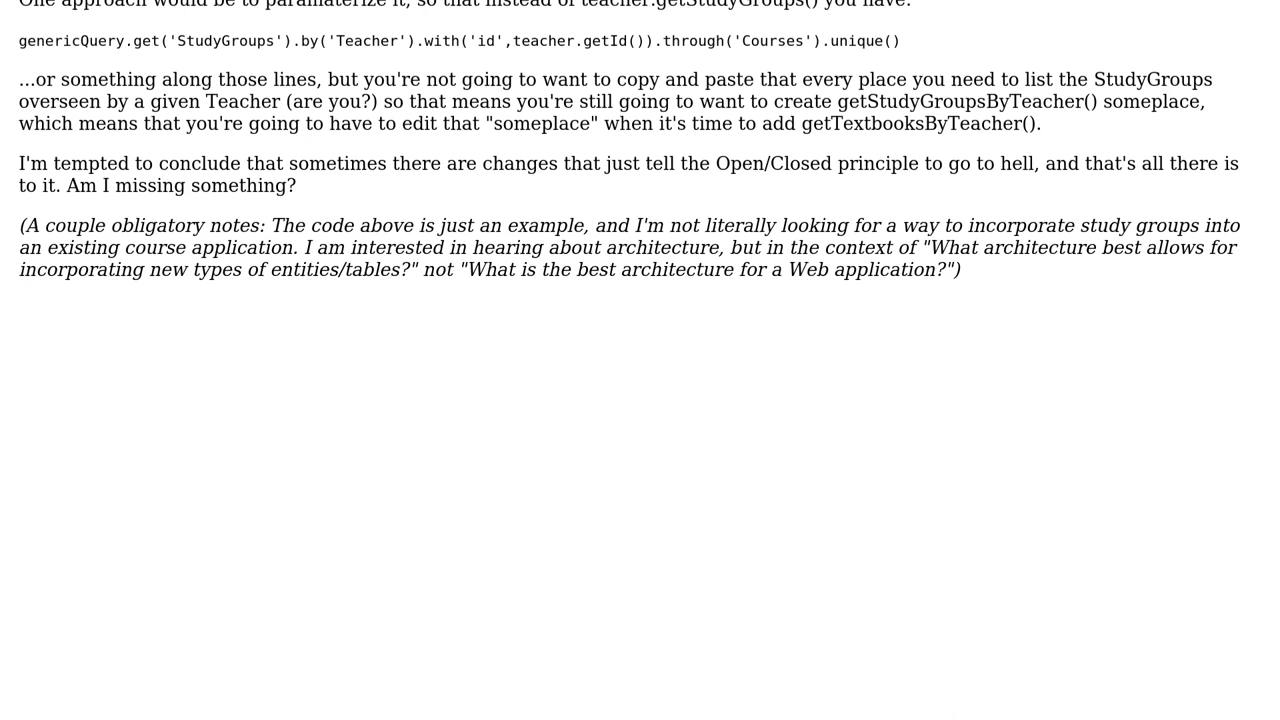 One approach would be to paramaterize it, so that instead of teacher.getStudyGroups() you have:
genericQuery.get('StudyGroups').by('Teacher').with('id',teacher.getId()).through('Courses').unique()
...or something along those lines, but you're not going to want to copy and paste that every place you need to list the StudyGroups
overseen by a given Teacher (are you?) so that means you're still going to want to create getStudyGroupsByTeacher() someplace,
which means that you're going to have to edit that "someplace" when it's time to add getTextbooksByTeacher().
I'm tempted to conclude that sometimes there are changes that just tell the Open/Closed principle to go to hell, and that's all there is
to it. Am I missing something?
(A couple obligatory notes: The code above is just an example, and I'm not literally looking for a way to incorporate study groups into
an existing course application. I am interested in hearing about architecture, but in the context of "What architecture best allows for
incorporating new types of entities/tables?" not "What is the best architecture for a Web application?")